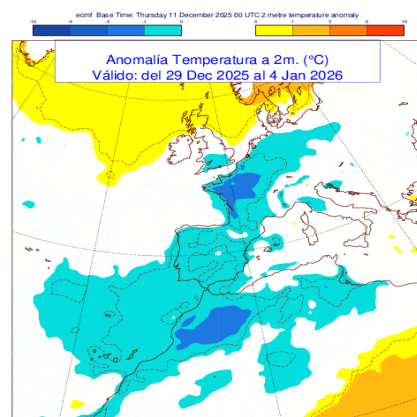 ecmf Base Time: Thursday 11 December 2025 00 UTC 2 metre temperature anomaly
Anomalía Temperatura a 2m. (°C)
Válido: del 29 Dec 2025 al 4 Jan 2026